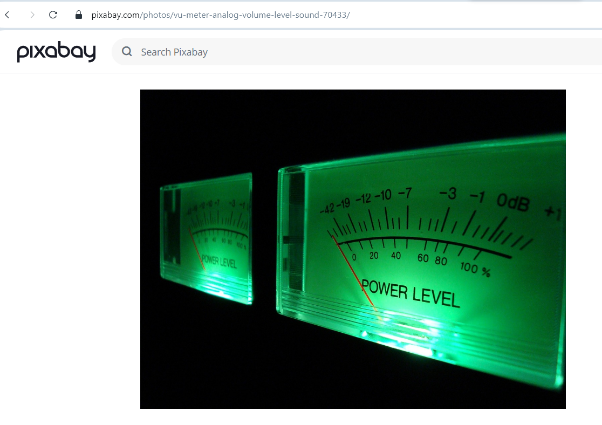 pixabay.com/photos/vu-meter-analog-volume-level-sound-70433/
pixabay
Search Pixabay
-42 -19 -12 -10 -7 -3 -1 0dB +1
0 20 40 60 80 100 %
POWER LEVEL
POWER LEVEL